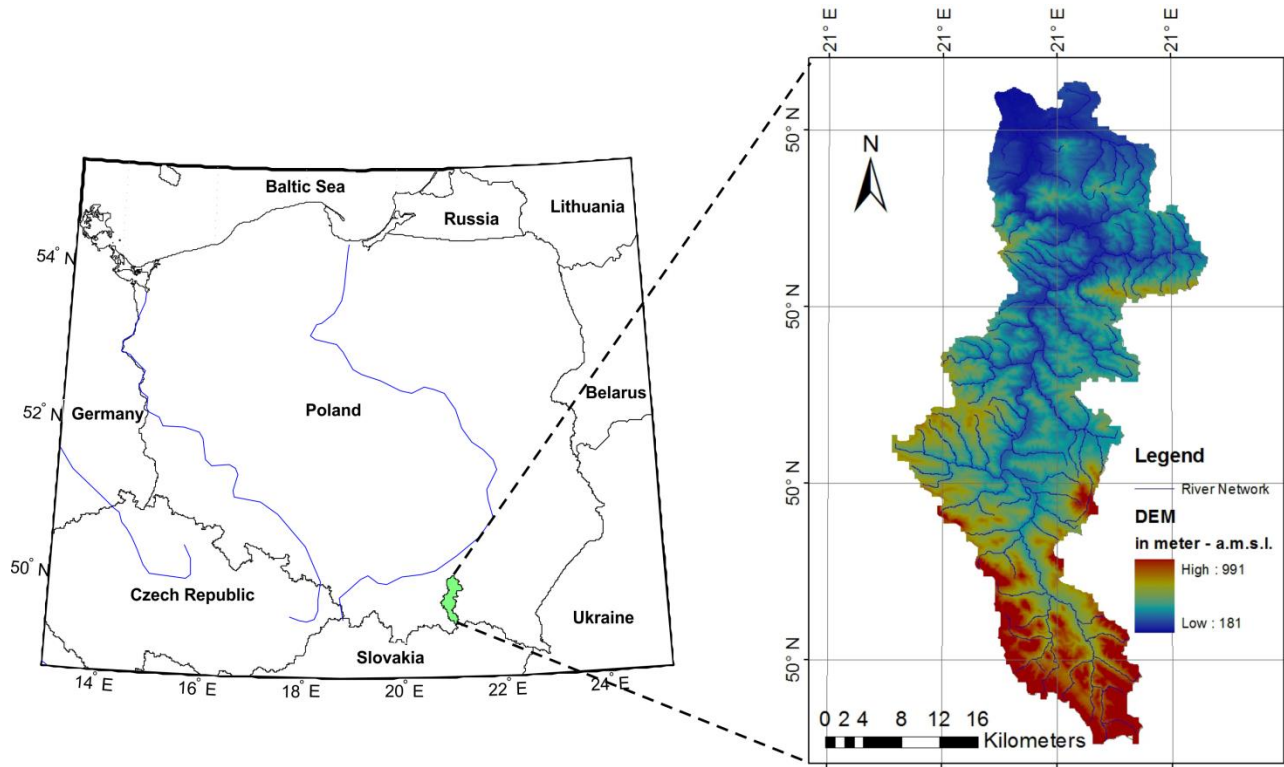 Baltic Sea
Russia
Lithuania
54°
Belarus
Germany
Poland
52°
50°
Czech Republic
Ukraine
Slovakia
14° E
16° E
18° E
20° E
22° E
24° E
21° E
21° E
21° E
21° E
50° N
50° N
50° N
50° N
N
Legend
River Network
DEM
in meter - a.m.s.l.
High : 991
Low : 181
0 2 4 8 12 16
Kilometers